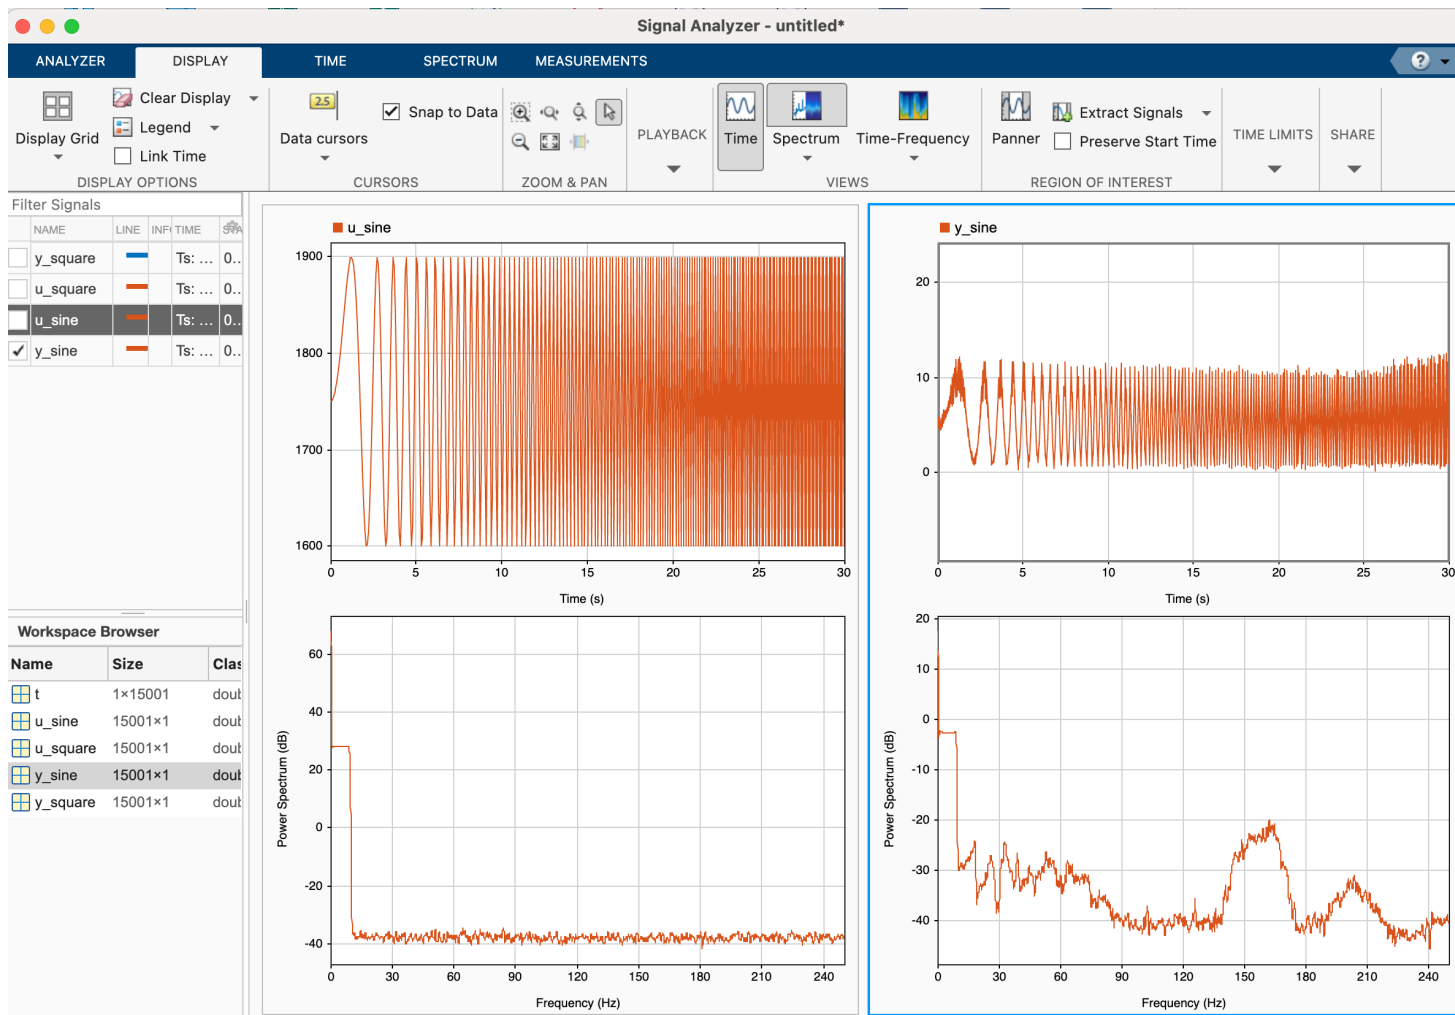 Signal Analyzer - untitled*
ANALYZER DISPLAY TIME SPECTRUM MEASUREMENTS ?
Clear Display
Legend
Link Time
Display Grid
DISPLAY OPTIONS
2.5
Data cursors
Snap to Data
CURSORS
ZOOM & PAN
PLAYBACK
Time
Spectrum
Time-Frequency
VIEWS
Panner
Extract Signals
Preserve Start Time
REGION OF INTEREST
TIME LIMITS
SHARE
Filter Signals
NAME LINE INF TIME
y_square Ts: ... 0..
u_square Ts: ... 0..
u_sine Ts: ... 0..
y_sine Ts: ... 0..
Workspace Browser
Name Size Clas
t 1×15001 doub
u_sine 15001×1 doub
u_square 15001×1 doub
y_sine 15001×1 doub
y_square 15001×1 doub
u_sine
1900
1800
1700
1600
0 5 10 15 20 25 30
Time (s)
60
40
20
0
-20
-40
Power Spectrum (dB)
0 30 60 90 120 150 180 210 240
Frequency (Hz)
y_sine
20
10
0
0 5 10 15 20 25 30
Time (s)
20
10
0
-10
-20
-30
-40
Power Spectrum (dB)
0 30 60 90 120 150 180 210 240
Frequency (Hz)